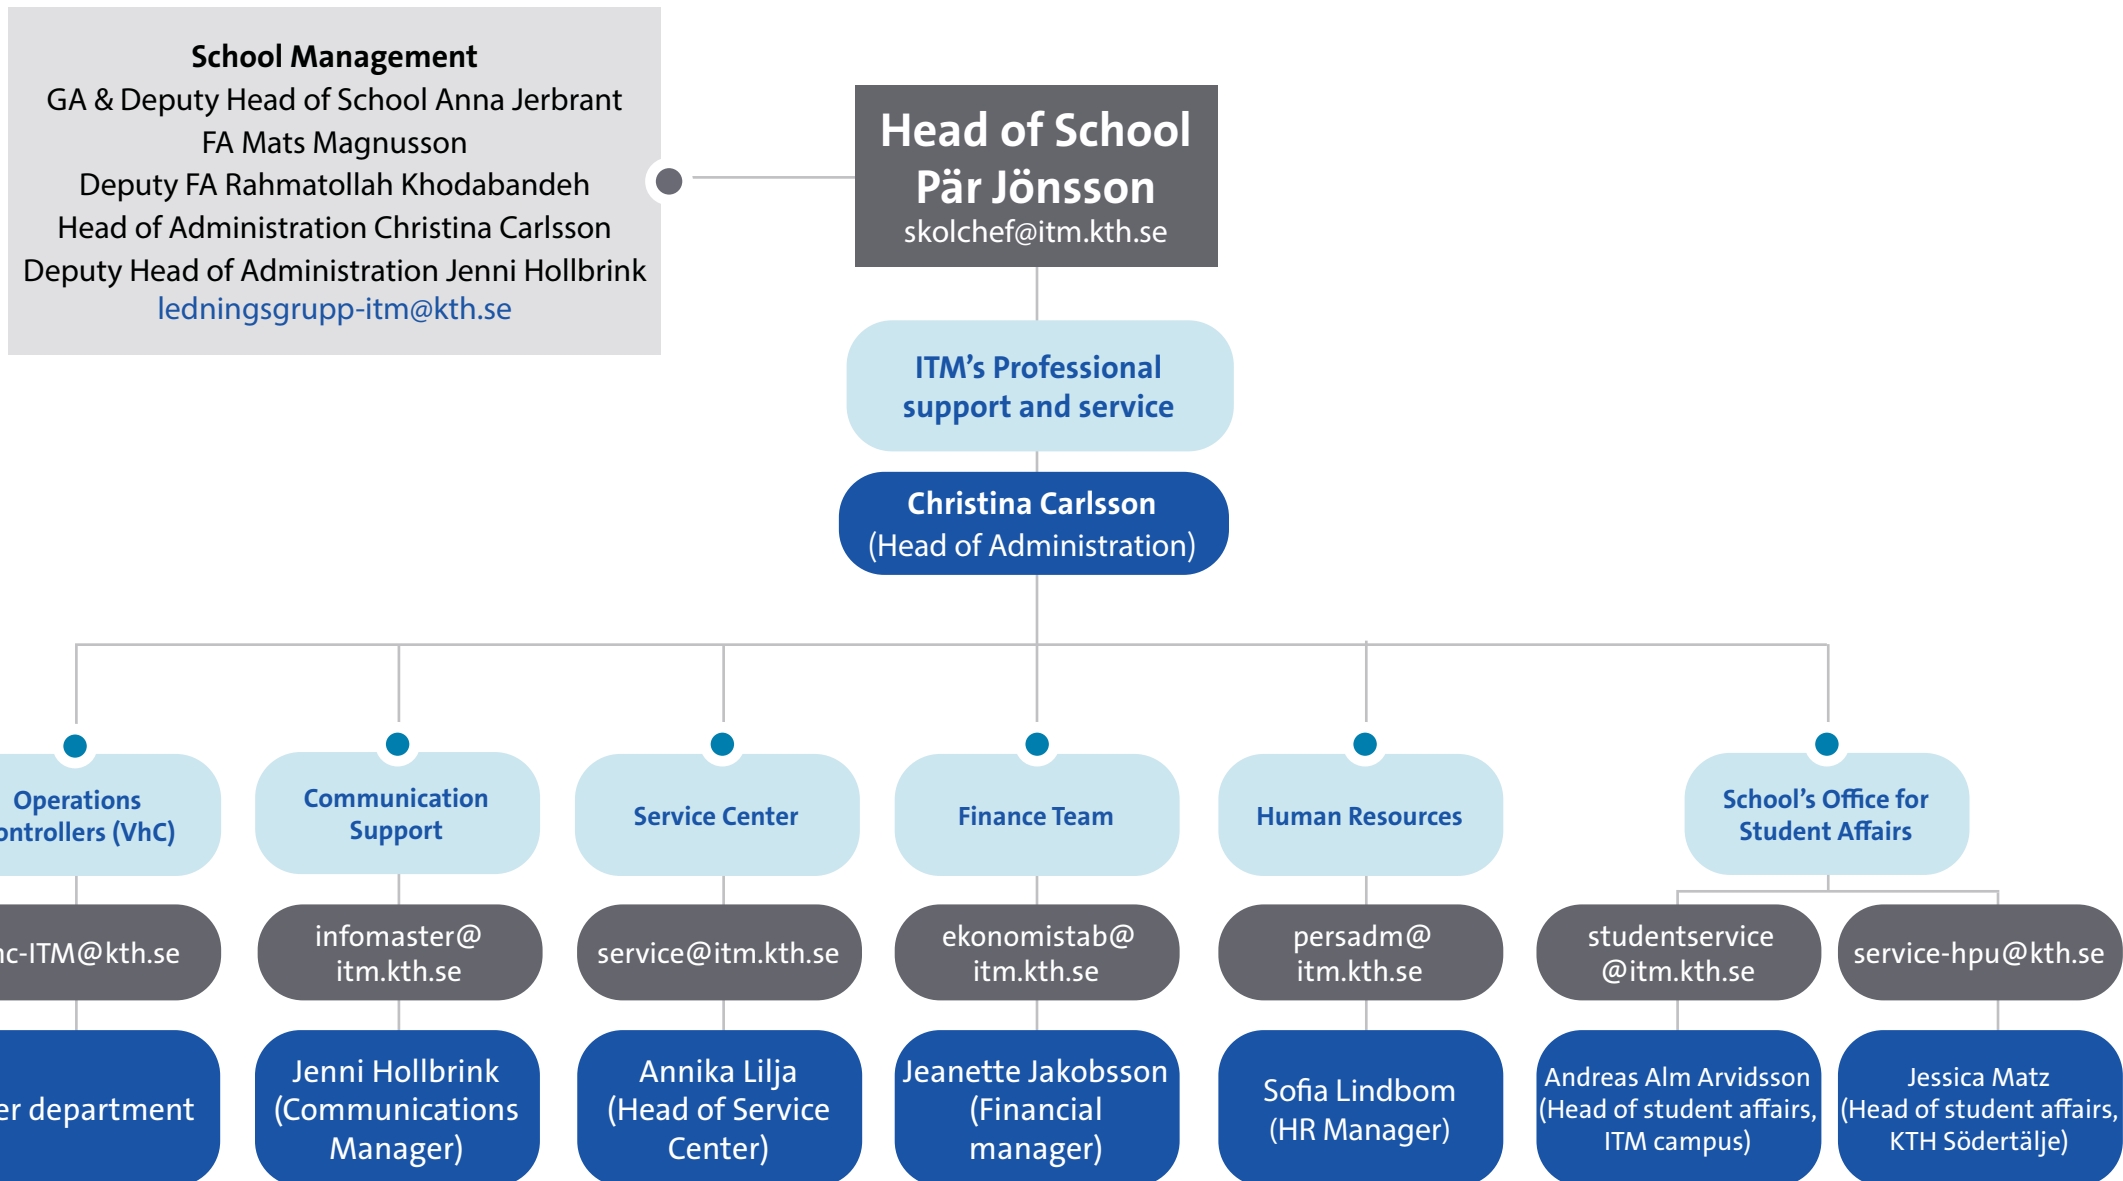 School Management
GA & Deputy Head of School Anna Jerbrant
FA Mats Magnusson
Deputy FA Rahmatollah Khodabandeh
Head of Administration Christina Carlsson
Deputy Head of Administration Jenni Hollbrink
ledningsgrupp-itm@kth.se
Head of School
Pär Jönsson
skolchef@itm.kth.se
ITM’s Professional
support and service
Christina Carlsson
(Head of Administration)
Operations
(VhC)
Communication
Support
Service Center
Finance Team
Human Resources
School’s Office for
Student Affairs
infomaster@
itm.kth.se
service@itm.kth.se
ekonomistab@
itm.kth.se
persadm@
itm.kth.se
studentservice
@itm.kth.se
service-hpu@kth.se
department
Jenni Hollbrink
(Communications
Manager)
Annika Lilja
(Head of Service
Center)
Jeanette Jakobsson
(Financial
manager)
Sofia Lindbom
(HR Manager)
Andreas Alm Arvidsson
(Head of student affairs,
ITM campus)
Jessica Matz
(Head of student affairs,
KTH Södertälje)